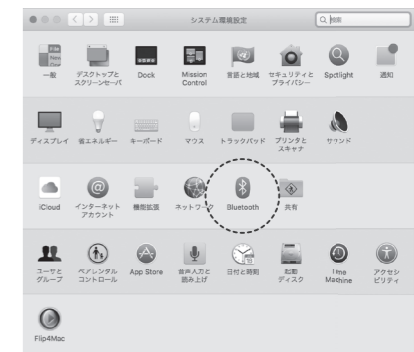 システム環境設定
検索
File
New
一般
デスクトップと
スクリーンセーバ
Dock
Mission
Control
言語と地域
セキュリティと
プライバシー
Spotlight
通知
ディスプレイ
省エネルギー
キーボード
マウス
トラックパッド
プリンタと
スキャナ
サウンド
iCloud
インターネット
アカウント
機能拡張
ネットワーク
Bluetooth
共有
ユーザと
グループ
ペアレンタル
コントロール
App Store
音声入力と
読み上げ
日付と時刻
18
起動
ディスク
Time
Machine
アクセシ
ビリティ
Flip4Mac